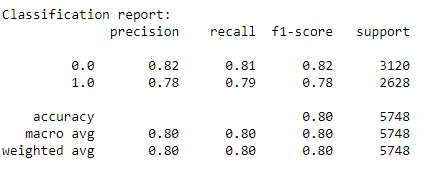 Classification report:
precision recall f1-score support
0.0 0.82 0.81 0.82 3120
1.0 0.78 0.79 0.78 2628
accuracy 0.80 5748
macro avg 0.80 0.80 0.80 5748
weighted avg 0.80 0.80 0.80 5748